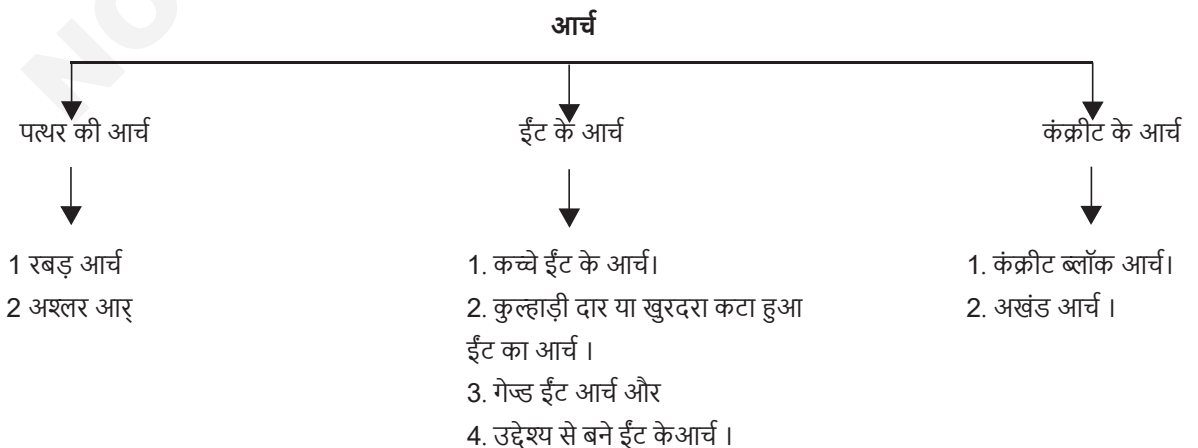 आर्च
पत्थर की आर्च
ईंट के आर्च
कंक्रीट के आर्च
1 रबड़ आर्च
2 अश्लर आर्
1. कच्चे ईंट के आर्च।
2. कुल्हाड़ी दार या खुरदरा कटा हुआ
ईंट का आर्च ।
3. गेज्ड ईंट आर्च और
4. उद्देश्य से बने ईंट केआर्च ।
1. कंक्रीट ब्लॉक आर्च।
2. अखंड आर्च ।